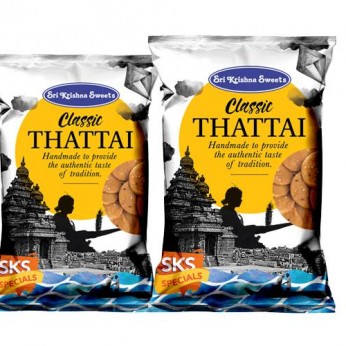 Sri Krishna Sweets
Classic
THATTAI
Handmade to provide
the authentic taste
of tradition.
SKS
SPECIALS
Sri Krishna Sweets
Classic
THATTAI
Handmade to provide
the authentic taste
of tradition.
SKS
SPECIALS